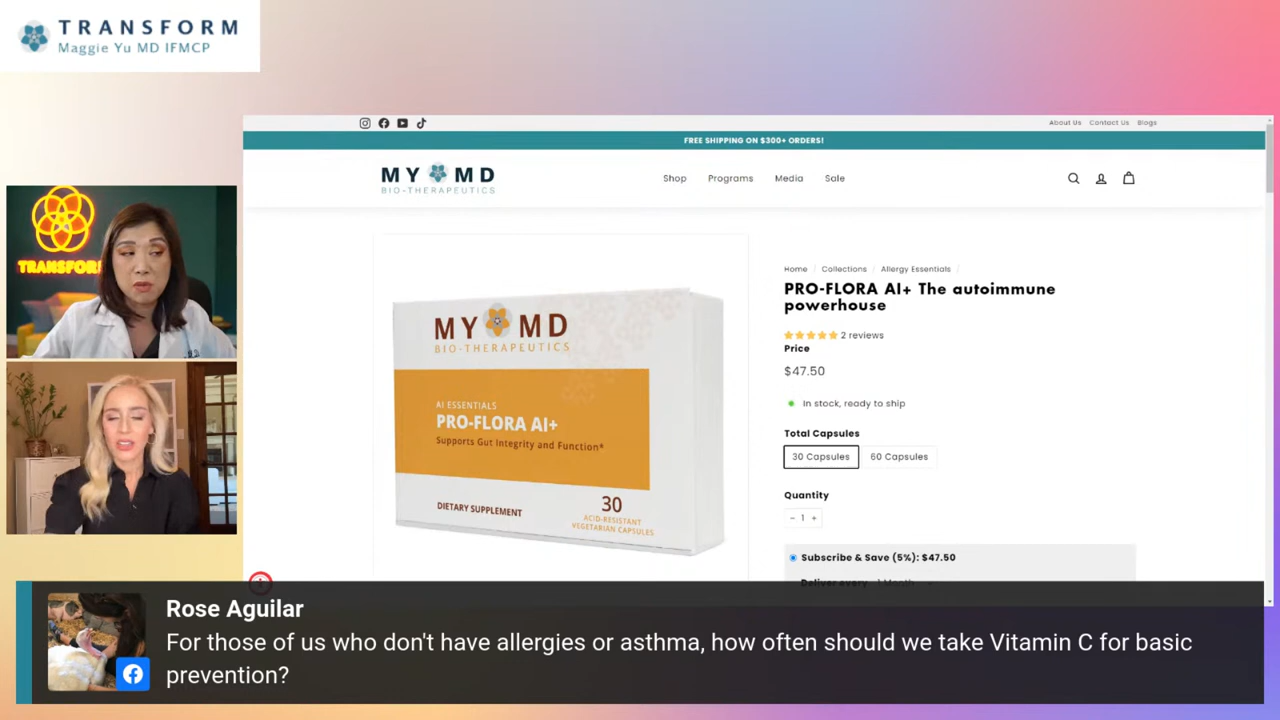 TRANSFORM
Maggie Yu MD IFMCP
About Us Contact Us Blogs
FREE SHIPPING ON $300+ ORDERS!
MY MD
BIO-THERAPEUTICS
Shop Programs Media Sale
TRANSFORM
Home / Collections / Allergy Essentials /
PRO-FLORA AI+ The autoimmune
powerhouse
2 reviews
Price
$47.50
In stock, ready to ship
Total Capsules
30 Capsules 60 Capsules
Quantity
− 1 +
Subscribe & Save (5%): $47.50
Deliver every 1 Month
MY MD
BIO-THERAPEUTICS
AI ESSENTIALS
PRO-FLORA AI+
Supports Gut Integrity and Function*
DIETARY SUPPLEMENT
30
ACID-RESISTANT
VEGETARIAN CAPSULES
Rose Aguilar
For those of us who don't have allergies or asthma, how often should we take Vitamin C for basic
prevention?